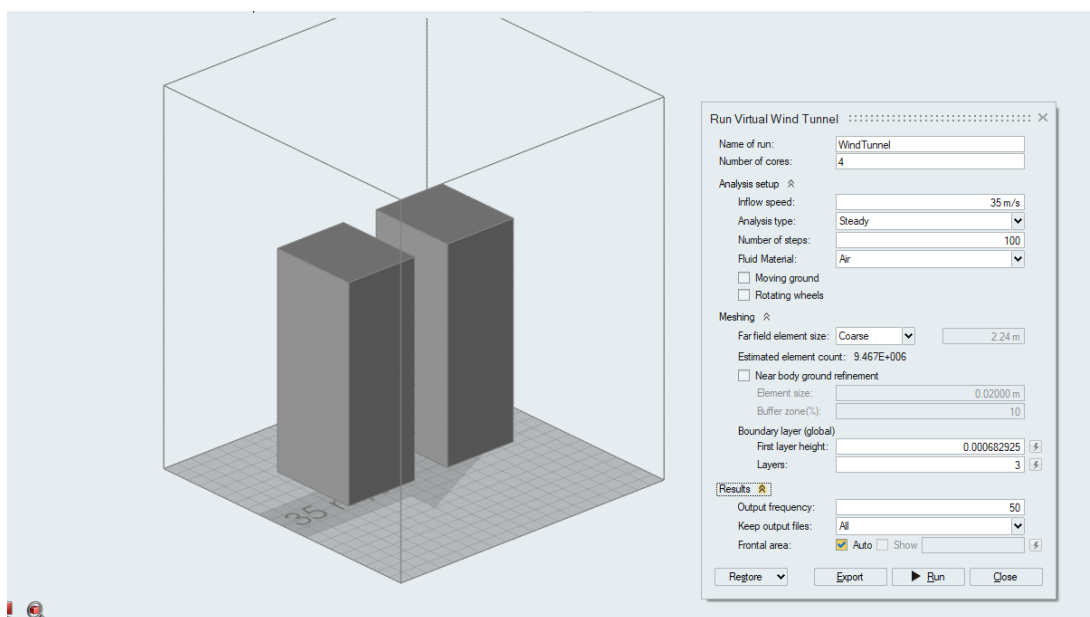 Run Virtual Wind Tunnel
Name of run: WindTunnel
Number of cores: 4
Analysis setup
Inflow speed: 35 m/s
Analysis type: Steady
Number of steps: 100
Fluid Material: Air
Moving ground
Rotating wheels
Meshing
Far field element size: Coarse 2.24 m
Estimated element count: 9.467E+006
Near body ground refinement
Element size: 0.02000 m
Buffer zone(%): 10
Boundary layer (global)
First layer height: 0.000682925
Layers: 3
Results
Output frequency: 50
Keep output files: All
Frontal area: Auto Show
Restore Export Run Close
35